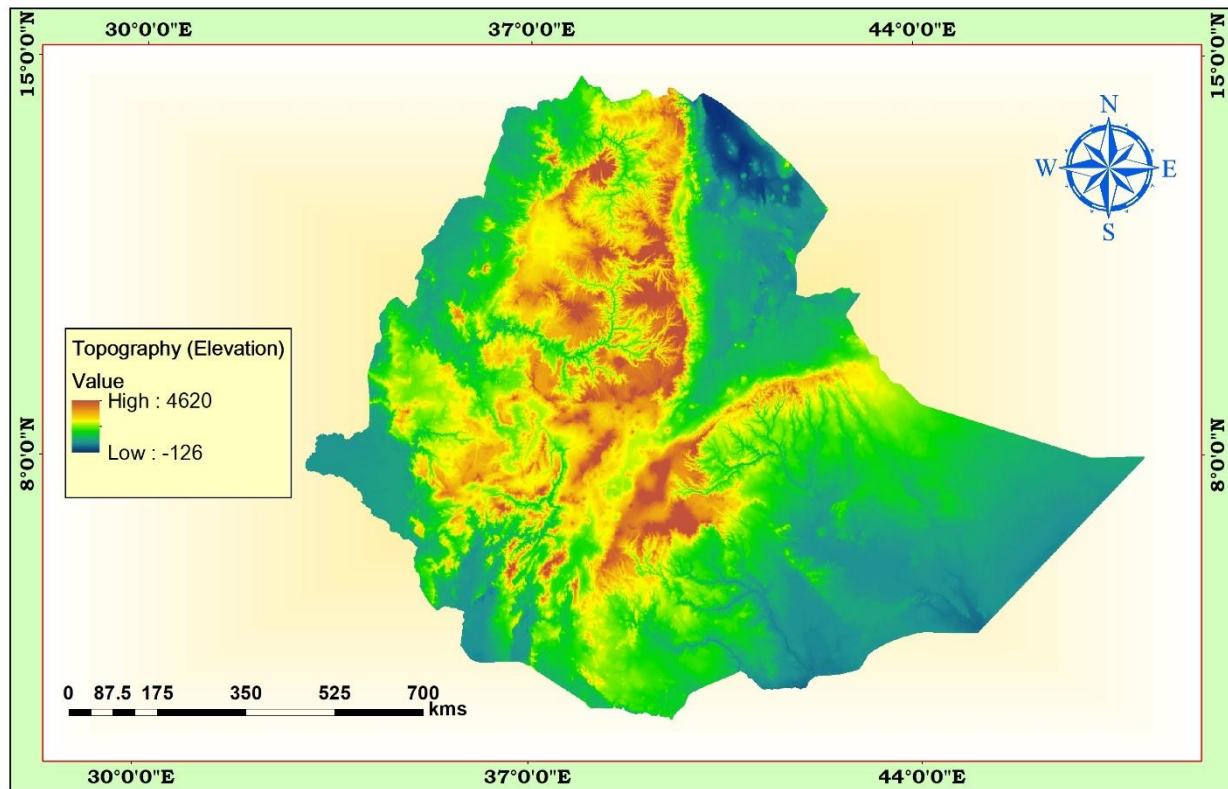 30°0'0"E 37°0'0"E 44°0'0"E
15°0'0"N 15°0'0"N
N
W E
S
Topography (Elevation)
Value
High : 4620
Low : -126
8°0'0"N 8°0'0"N
0 87.5 175 350 525 700
kms
30°0'0"E 37°0'0"E 44°0'0"E